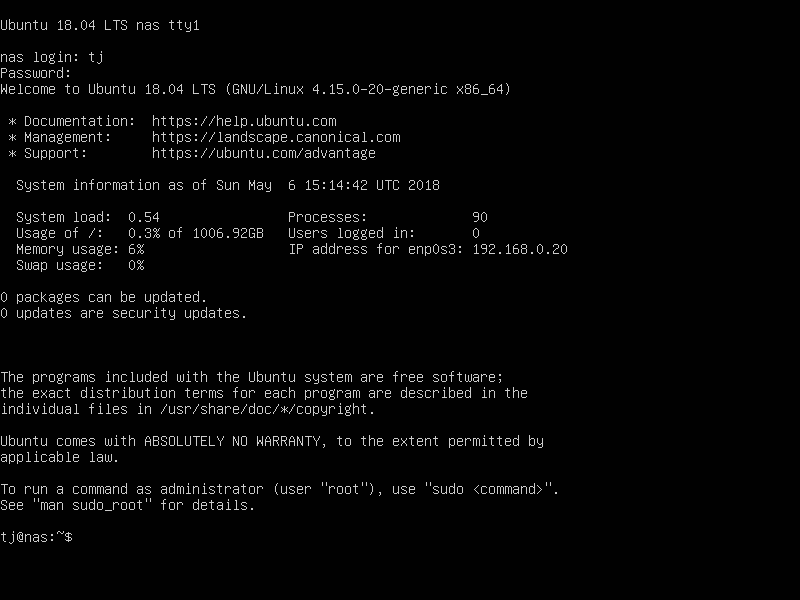 Ubuntu 18.04 LTS nas tty1
nas login: tj
Password:
Welcome to Ubuntu 18.04 LTS (GNU/Linux 4.15.0-20-generic x86_64)
* Documentation:  https://help.ubuntu.com
* Management:     https://landscape.canonical.com
* Support:        https://ubuntu.com/advantage
System information as of Sun May  6 15:14:42 UTC 2018
System load:  0.54                Processes:             90
Usage of /:   0.3% of 1006.92GB   Users logged in:       0
Memory usage: 6%                  IP address for enp0s3: 192.168.0.20
Swap usage:   0%
0 packages can be updated.
0 updates are security updates.
The programs included with the Ubuntu system are free software;
the exact distribution terms for each program are described in the
individual files in /usr/share/doc/*/copyright.
Ubuntu comes with ABSOLUTELY NO WARRANTY, to the extent permitted by
applicable law.
To run a command as administrator (user "root"), use "sudo <command>".
See "man sudo_root" for details.
tj@nas:~$